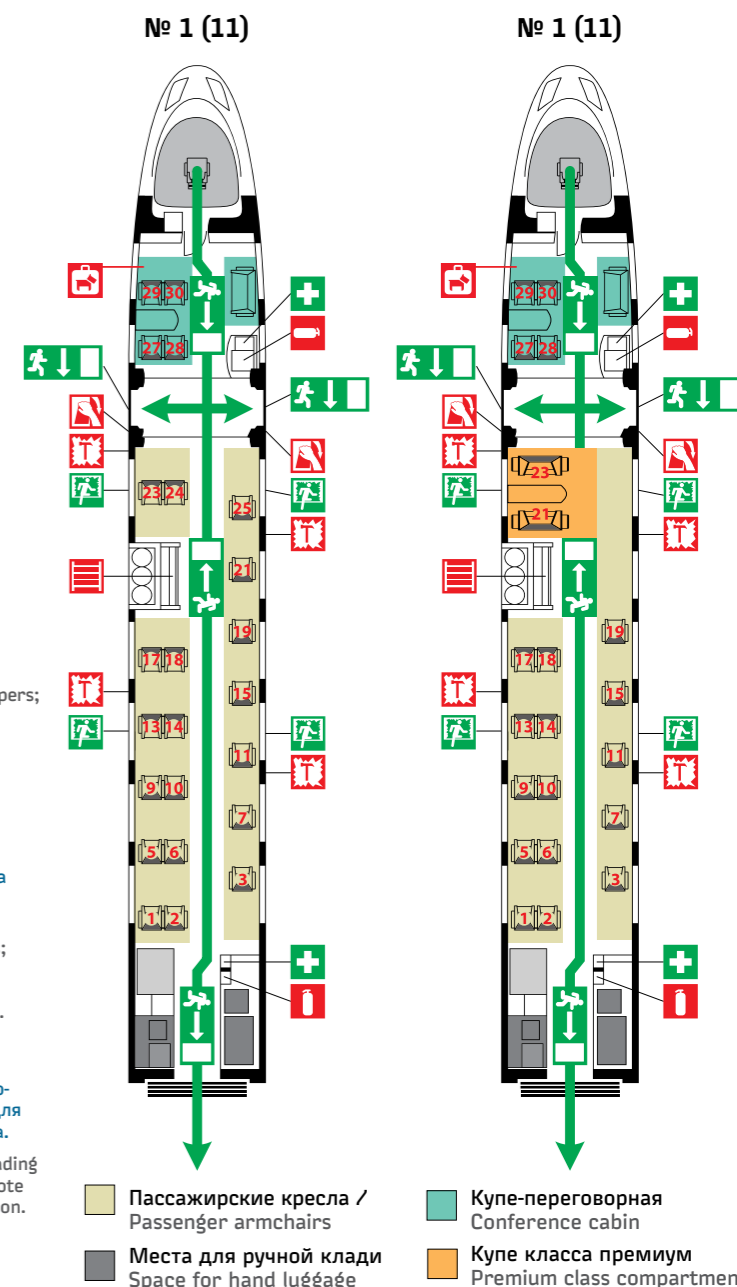 № 1 (11)
№ 1 (11)
29 30
27 28
23 24
25
21
19
17 18
15
13 14
11
9 10
7
5 6
3
1 2
29 30
27 28
23
21
19
17 18
15
13 14
11
9 10
7
5 6
3
1 2
T
T
T
T
T
T
T
T
pers;
а
;
.
о-
для
а.
nding
ote
on.
Пассажирские кресла /
Passenger armchairs
Места для ручной клади
Space for hand luggage
Купе-переговорная
Conference cabin
Купе класса премиум
Premium class compartmen